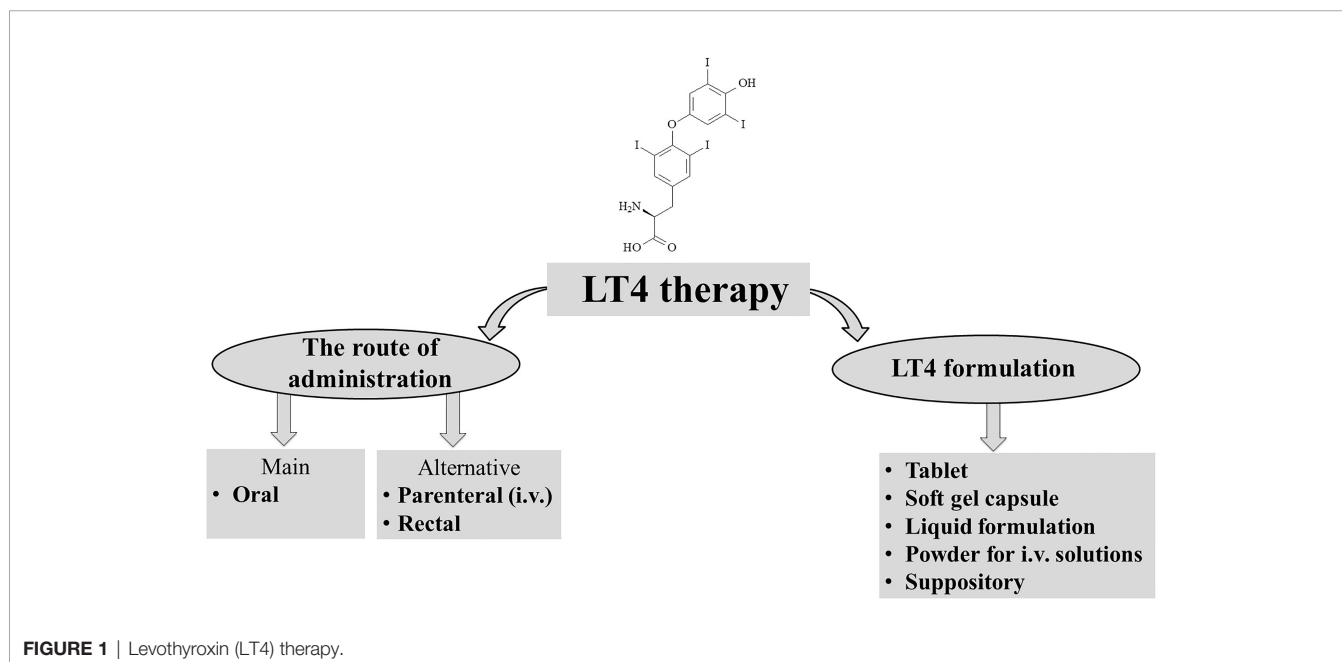 I
OH
I
O
I
I
H₂N
HO
O
LT4 therapy
The route of
administration
LT4 formulation
Main
• Oral
Alternative
• Parenteral (i.v.)
• Rectal
• Tablet
• Soft gel capsule
• Liquid formulation
• Powder for i.v. solutions
• Suppository
FIGURE 1 | Levothyroxin (LT4) therapy.